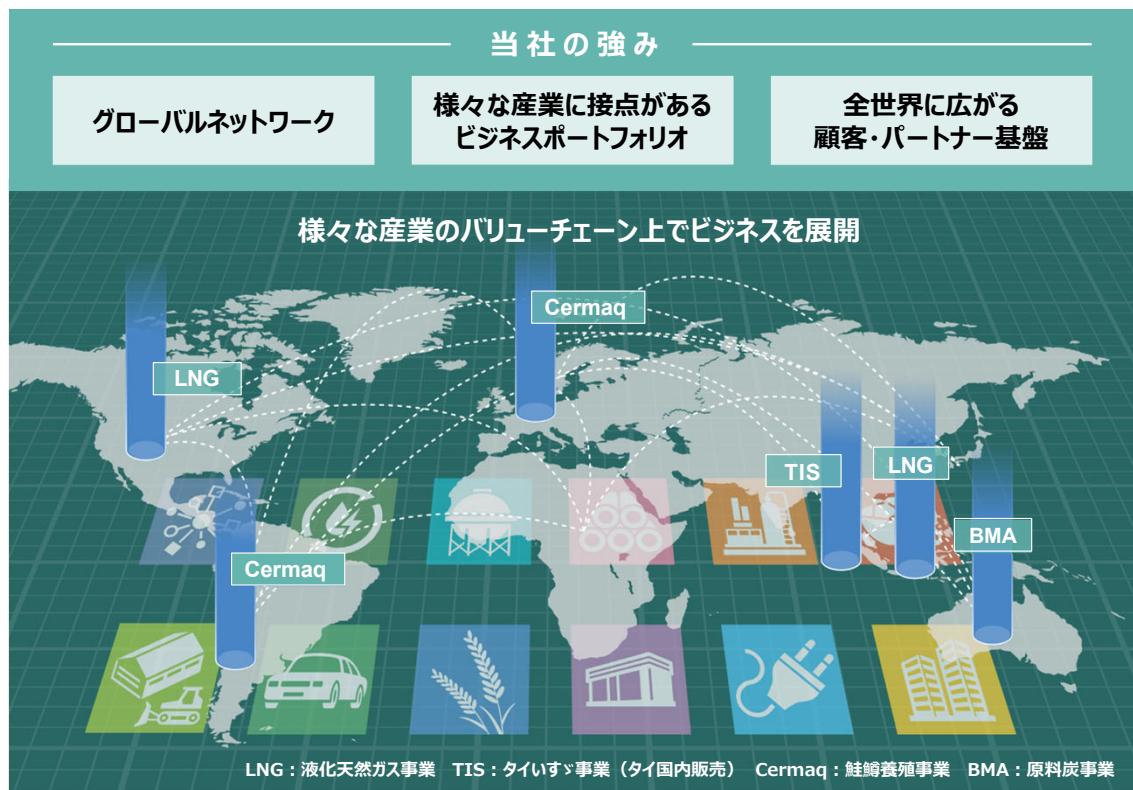 当社の強み
グローバルネットワーク
様々な産業に接点がある
ビジネスポートフォリオ
全世界に広がる
顧客・パートナー基盤
様々な産業のバリューチェーン上でビジネスを展開
Cermaq
LNG
TIS
LNG
BMA
Cermaq
LNG：液化天然ガス事業　TIS：タイいすゞ事業（タイ国内販売）　Cermaq：鮭鱒養殖事業　BMA：原料炭事業